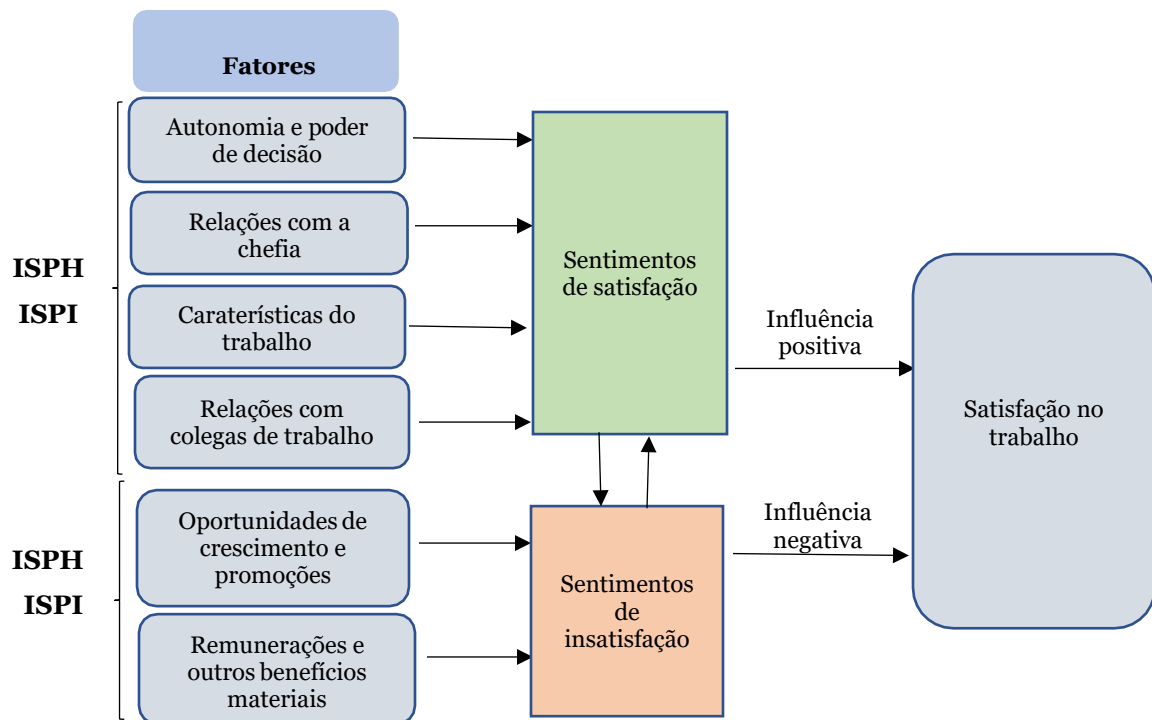 Fatores
Autonomia e poder
de decisão
Relações com a
chefia
ISPH
ISPI
Caraterísticas do
trabalho
Relações com
colegas de trabalho
Sentimentos
de satisfação
Influência
positiva
Satisfação no
trabalho
ISPH
ISPI
Oportunidades de
crescimento e
promoções
Remunerações e
outros benefícios
materiais
Sentimentos
de
insatisfação
Influência
negativa